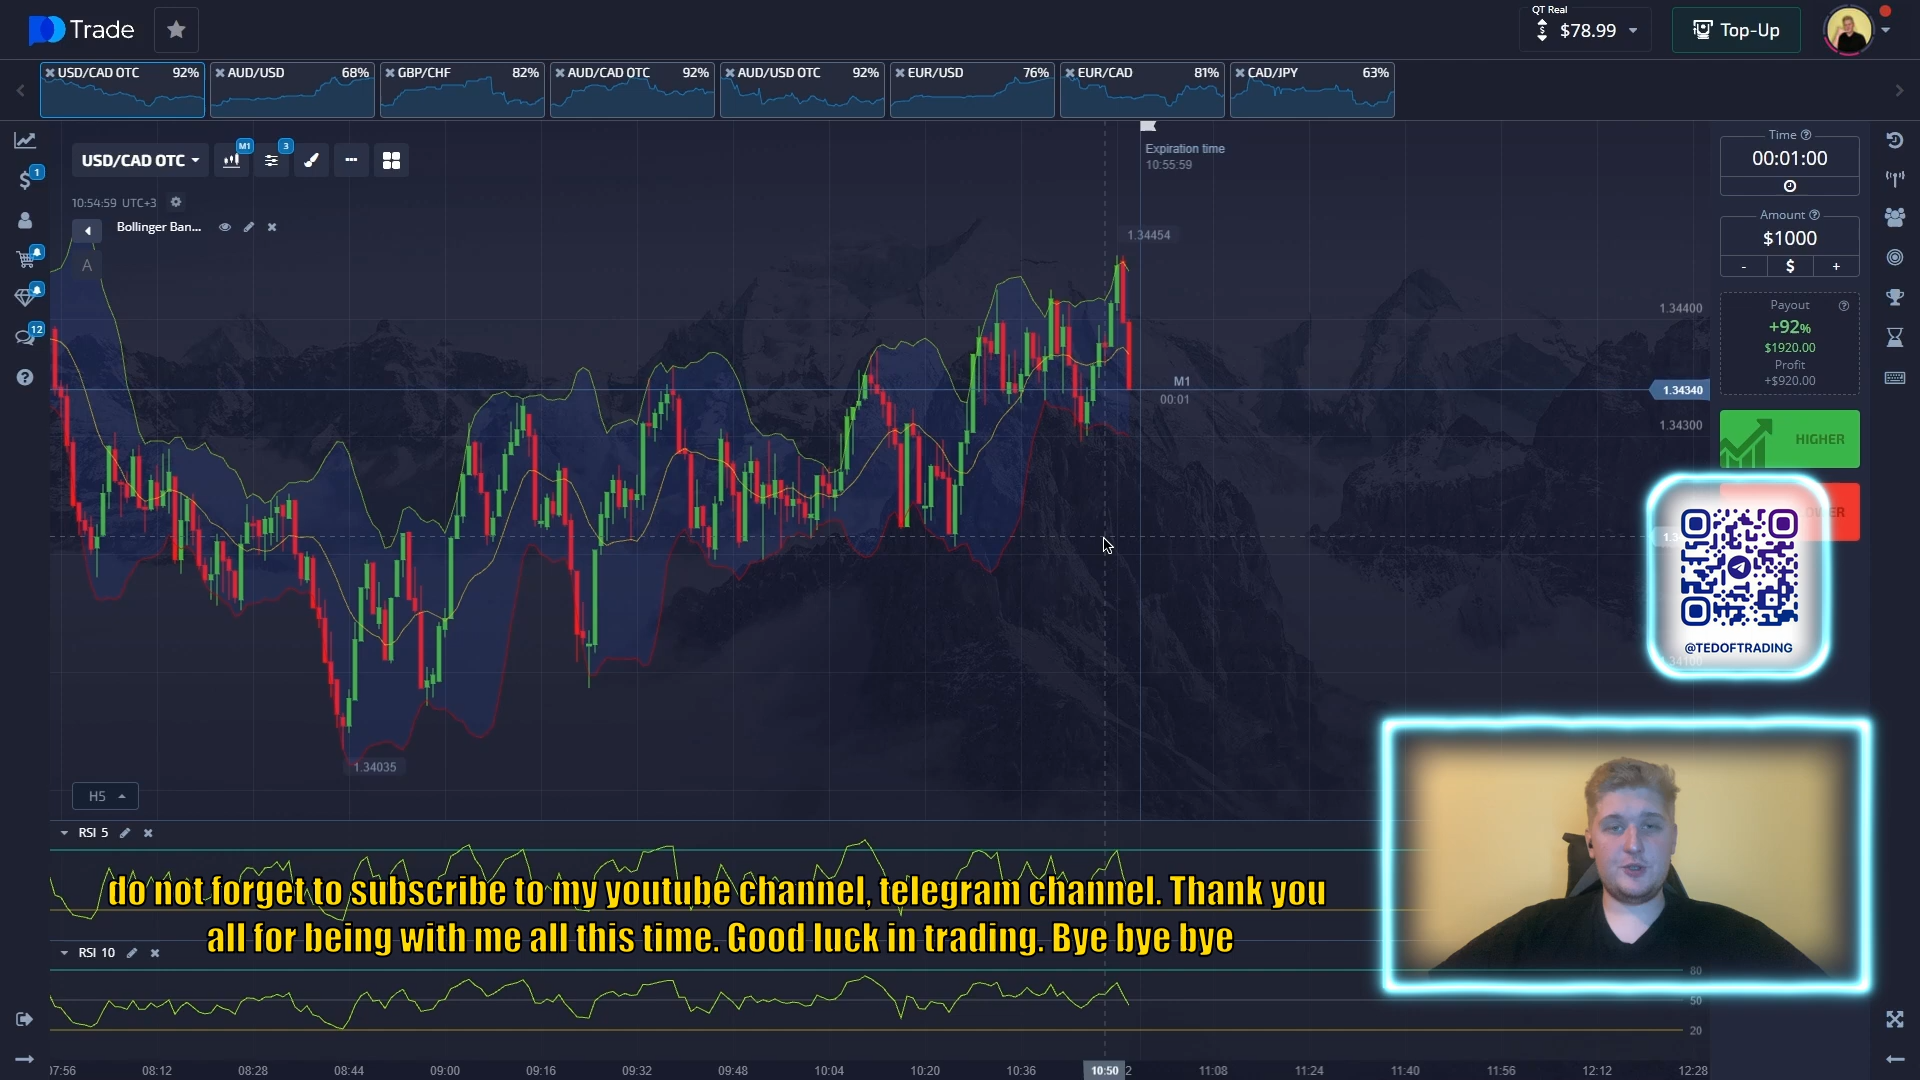 Trade
QT Real
$78.99
Top-Up
USD/CAD OTC 92%
AUD/USD 68%
GBP/CHF 82%
AUD/CAD OTC 92%
AUD/USD OTC 92%
EUR/USD 76%
EUR/CAD 81%
CAD/JPY 63%
USD/CAD OTC
M1
3
Expiration time
10:55:59
10:54:59 UTC+3
Bollinger Ban...
A
1
12
1.34454
1.34400
M1
00:01
1.34340
1.34300
1.34100
1.34035
H5
Time
00:01:00
Amount
$1000
- $ +
Payout
+92%
$1920.00
Profit
+$920.00
HIGHER
@TEDOFTRADING
RSI 5
do not forget to subscribe to my youtube channel, telegram channel. Thank you
all for being with me all this time. Good luck in trading. Bye bye bye
RSI 10
80
50
20
07:56 08:12 08:28 08:44 09:00 09:16 09:32 09:48 10:04 10:20 10:36 10:50 11:08 11:24 11:40 11:56 12:12 12:28